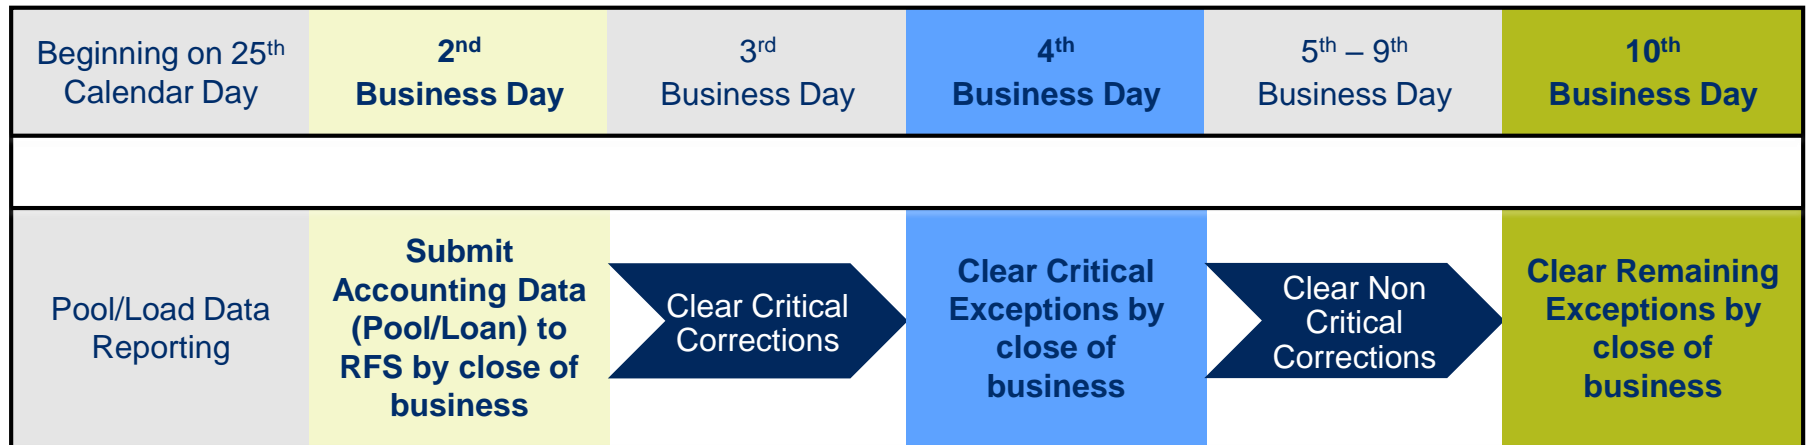 Beginning on 25th
Calendar Day
2nd
Business Day
3rd
Business Day
4th
Business Day
5th – 9th
Business Day
10th
Business Day
Pool/Load Data
Reporting
Submit
Accounting Data
(Pool/Loan) to
RFS by close of
business
Clear Critical
Corrections
Clear Critical
Exceptions by
close of
business
Clear Non
Critical
Corrections
Clear Remaining
Exceptions by
close of
business